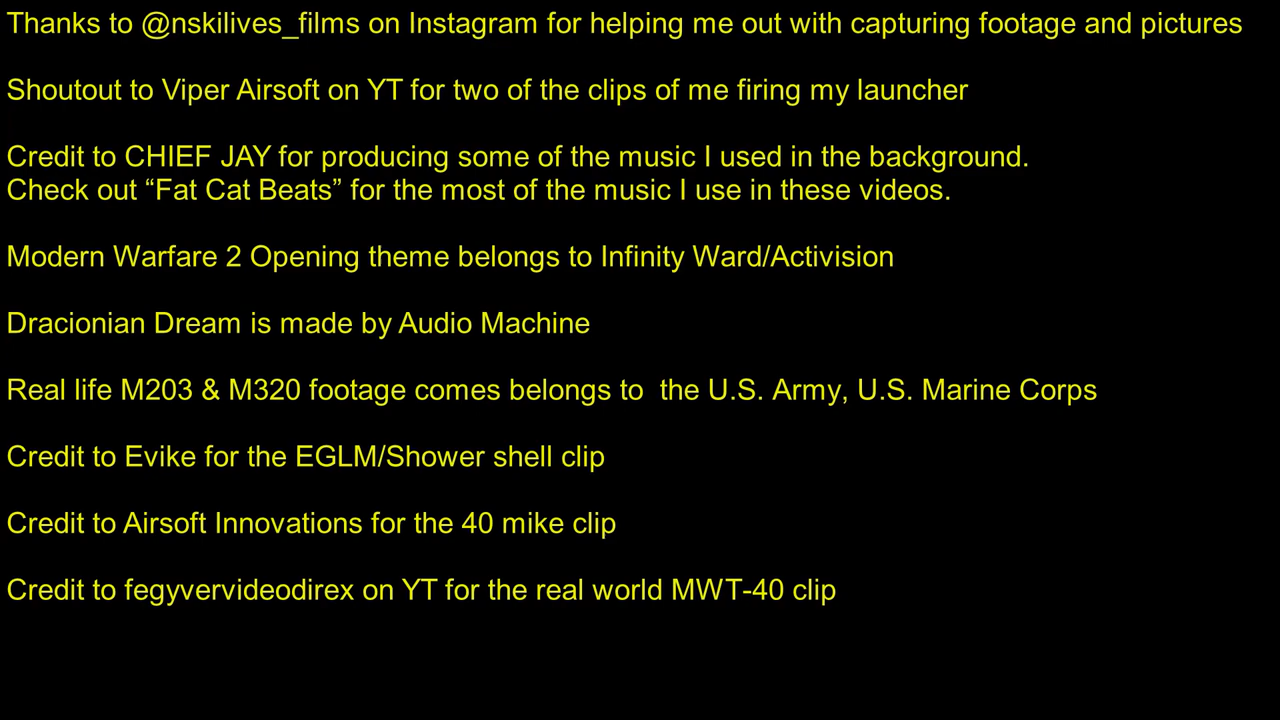 Thanks to @nskilives_films on Instagram for helping me out with capturing footage and pictures
Shoutout to Viper Airsoft on YT for two of the clips of me firing my launcher
Credit to CHIEF JAY for producing some of the music I used in the background.
Check out “Fat Cat Beats” for the most of the music I use in these videos.
Modern Warfare 2 Opening theme belongs to Infinity Ward/Activision
Dracionian Dream is made by Audio Machine
Real life M203 & M320 footage comes belongs to  the U.S. Army, U.S. Marine Corps
Credit to Evike for the EGLM/Shower shell clip
Credit to Airsoft Innovations for the 40 mike clip
Credit to fegyvervideodirex on YT for the real world MWT-40 clip